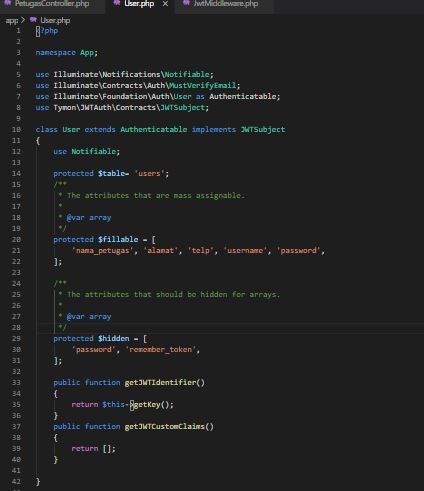 PetugasController.php User.php × JwtMiddleware.php
app > User.php
1 <?php
2
3 namespace App;
4
5 use Illuminate\Notifications\Notifiable;
6 use Illuminate\Contracts\Auth\MustVerifyEmail;
7 use Illuminate\Foundation\Auth\User as Authenticatable;
8 use Tymon\JWTAuth\Contracts\JWTSubject;
9
10 class User extends Authenticatable implements JWTSubject
11 {
12 use Notifiable;
13
14 protected $table= 'users';
15 /**
16 * The attributes that are mass assignable.
17 *
18 * @var array
19 */
20 protected $fillable = [
21 'nama_petugas', 'alamat', 'telp', 'username', 'password',
22 ];
23
24 /**
25 * The attributes that should be hidden for arrays.
26 *
27 * @var array
28 */
29 protected $hidden = [
30 'password', 'remember_token',
31 ];
32
33 public function getJWTIdentifier()
34 {
35 return $this->getKey();
36 }
37 public function getJWTCustomClaims()
38 {
39 return [];
40 }
41
42 }